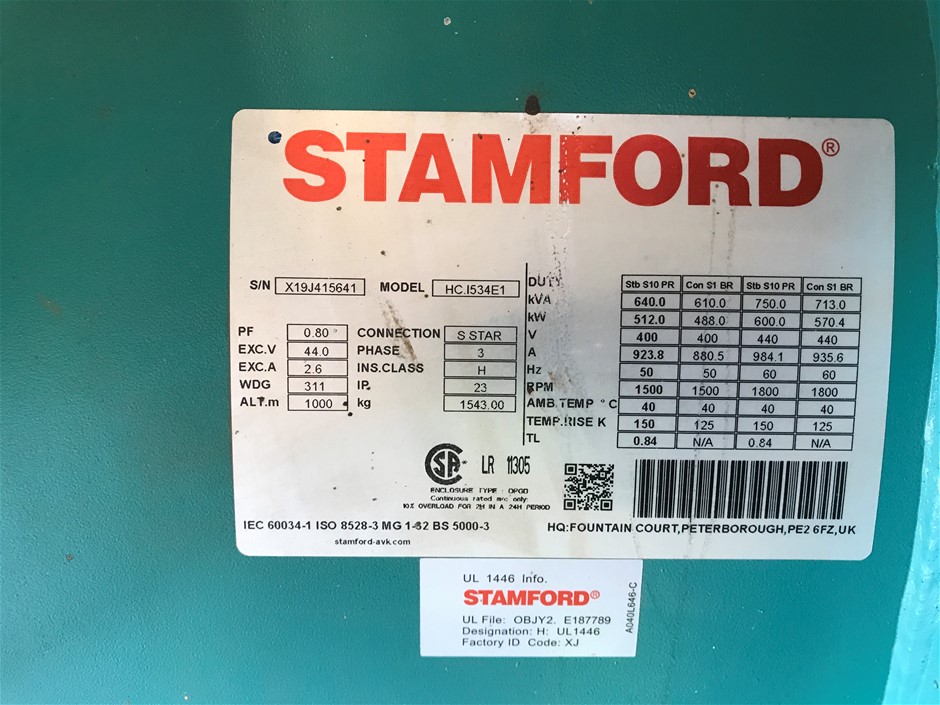 STAMFORD®
S/N X19J415641 MODEL HC.I534E1
PF 0.80 CONNECTION S STAR
EXC.V 44.0 PHASE 3
EXC.A 2.6 INS.CLASS H
WDG 311 IP. 23
ALT.m 1000 kg 1543.00
DUTY Stb S10 PR Con S1 BR Stb S10 PR Con S1 BR
kVA 640.0 610.0 750.0 713.0
kW 512.0 488.0 600.0 570.4
V 400 400 440 440
A 923.8 880.5 984.1 935.6
Hz 50 50 60 60
RPM 1500 1500 1800 1800
AMB.TEMP °C 40 40 40 40
TEMP.RISE K 150 125 150 125
TL 0.84 N/A 0.84 N/A
SA® LR 11305
ENCLOSURE TYPE : OPGD
Continuous rated m/c only:
10% OVERLOAD FOR 2H IN A 24H PERIOD
IEC 60034-1 ISO 8528-3 MG 1-32 BS 5000-3
HQ:FOUNTAIN COURT,PETERBOROUGH,PE2 6FZ,UK
stamford-avk.com
UL 1446 Info.
STAMFORD®
UL File: OBJY2. E187789
Designation: H: UL1446
Factory ID Code: XJ
A040L646-C